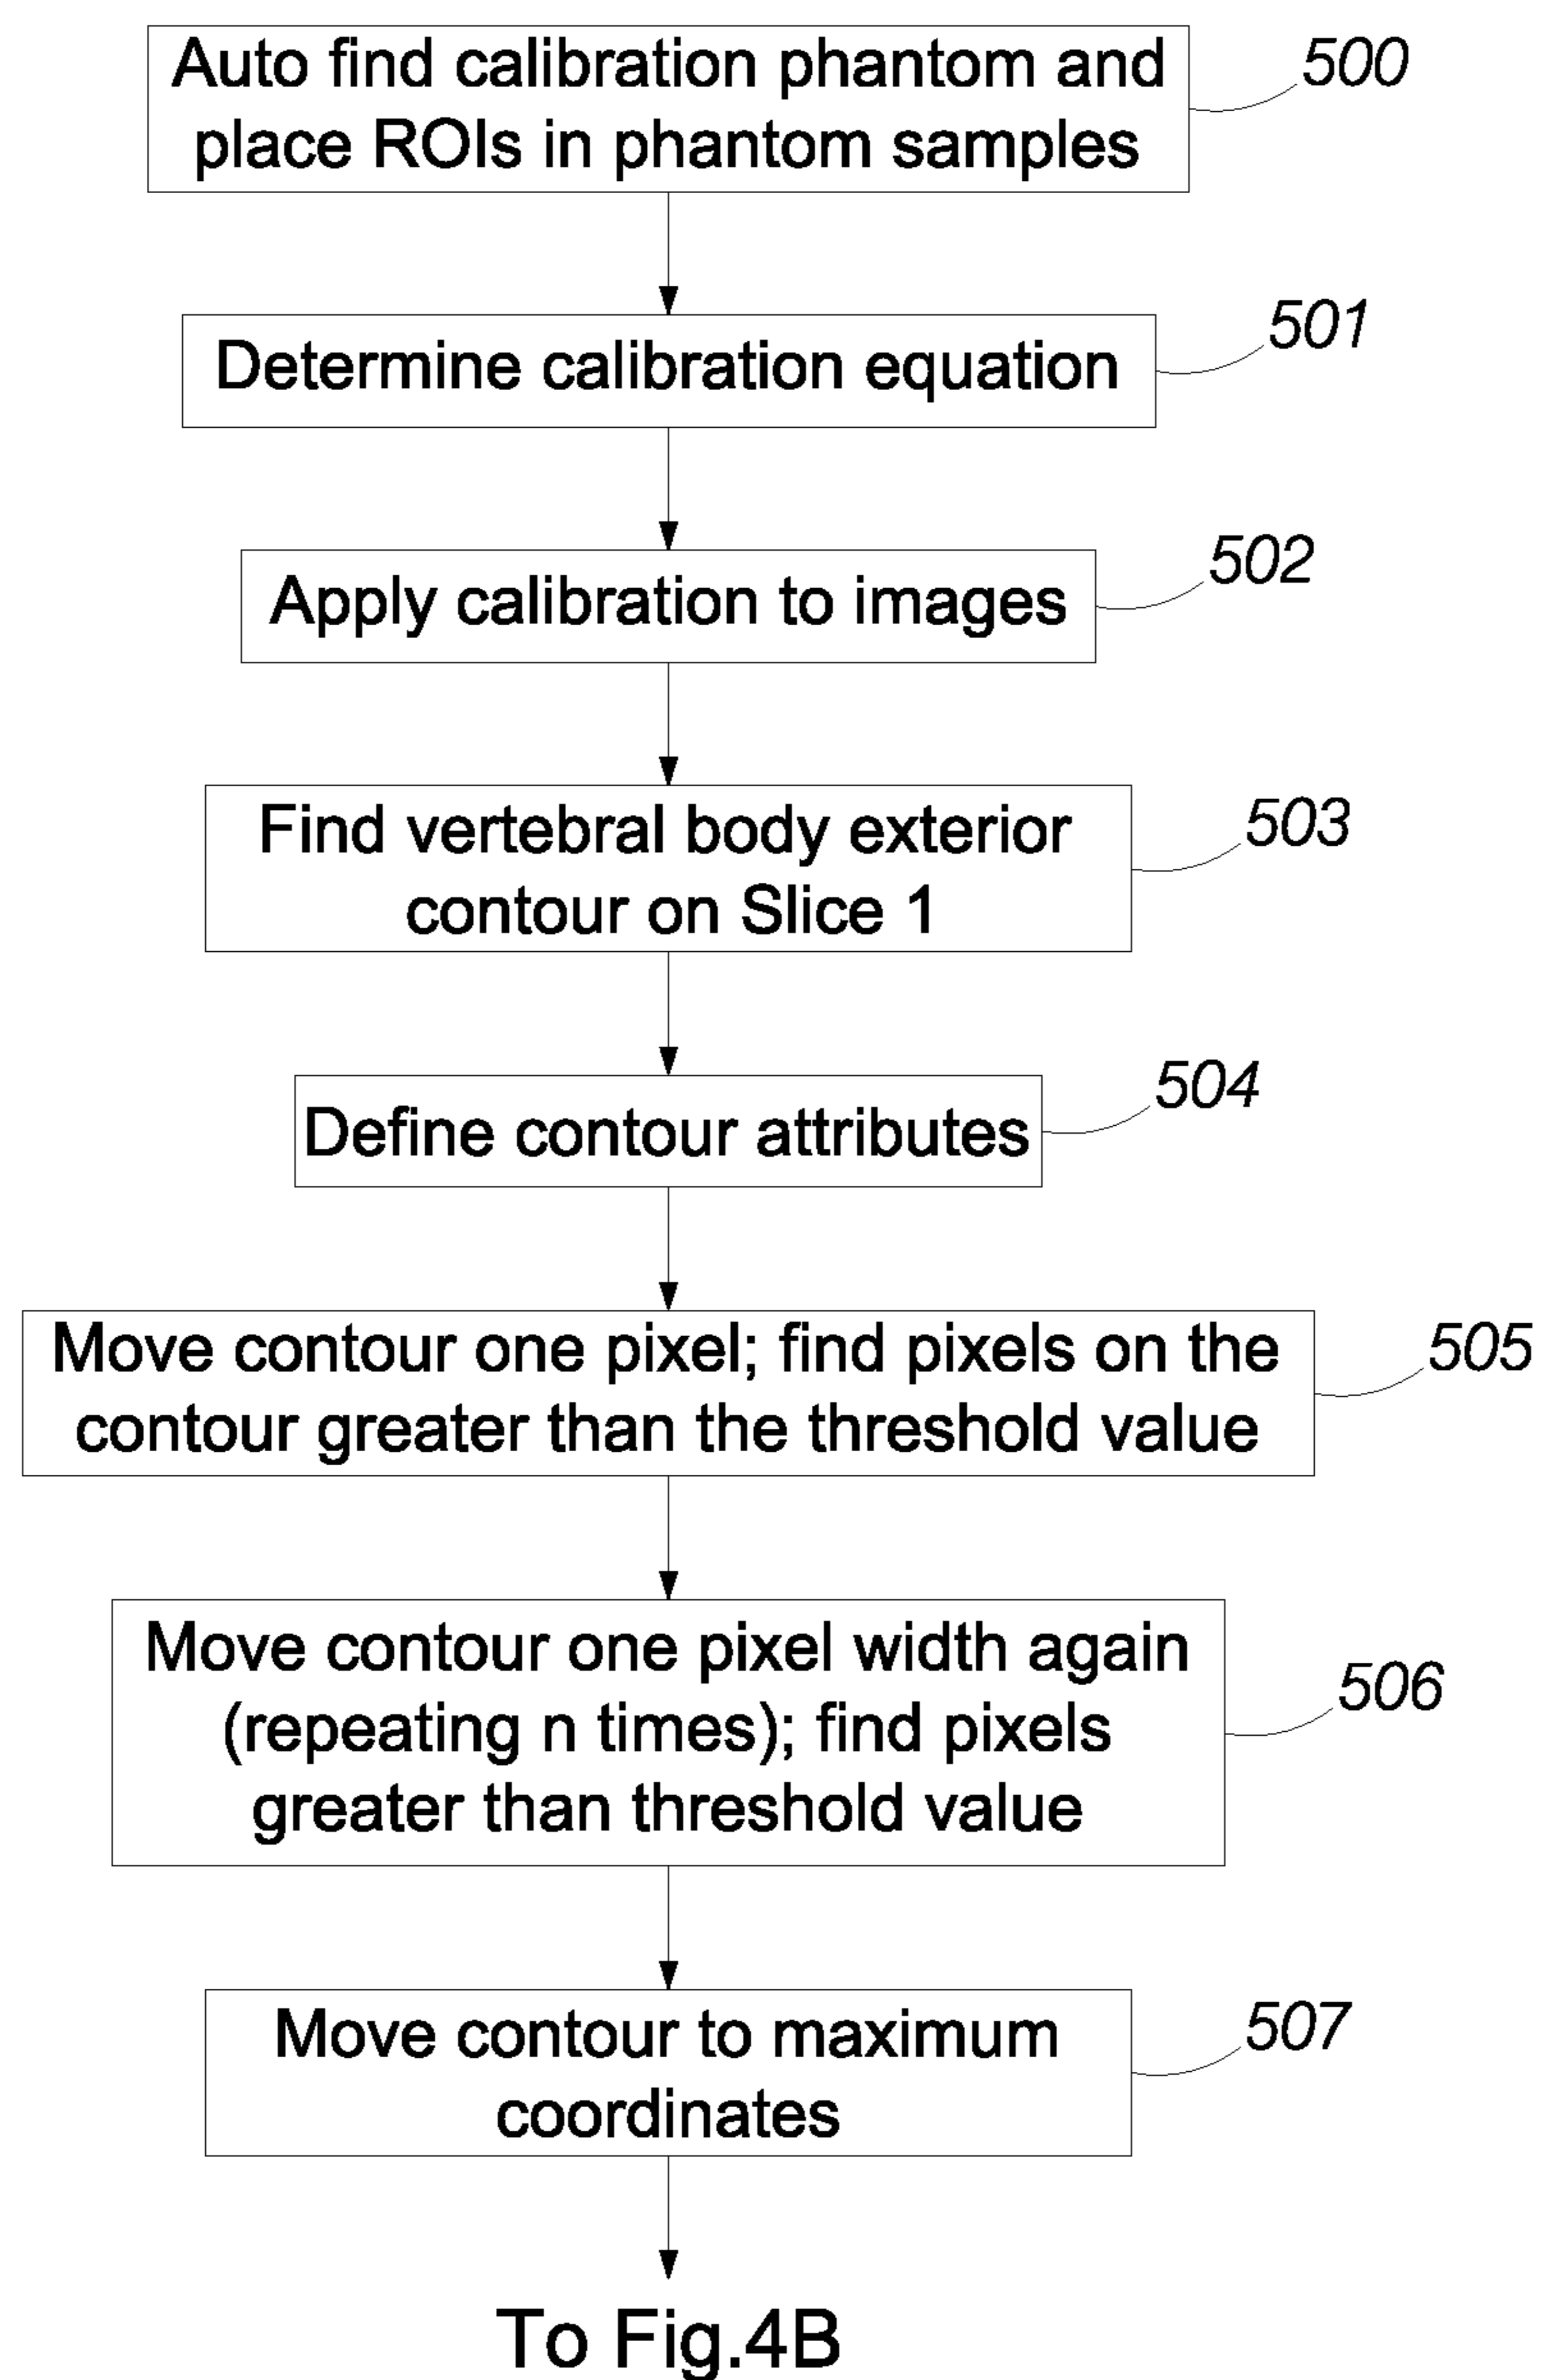 Auto find calibration phantom and
place ROIs in phantom samples
500
Determine calibration equation
501
Apply calibration to images
502
Find vertebral body exterior
contour on Slice 1
503
Define contour attributes
504
Move contour one pixel; find pixels on the
contour greater than the threshold value
505
Move contour one pixel width again
(repeating n times); find pixels
greater than threshold value
506
Move contour to maximum
coordinates
507
To Fig.4B